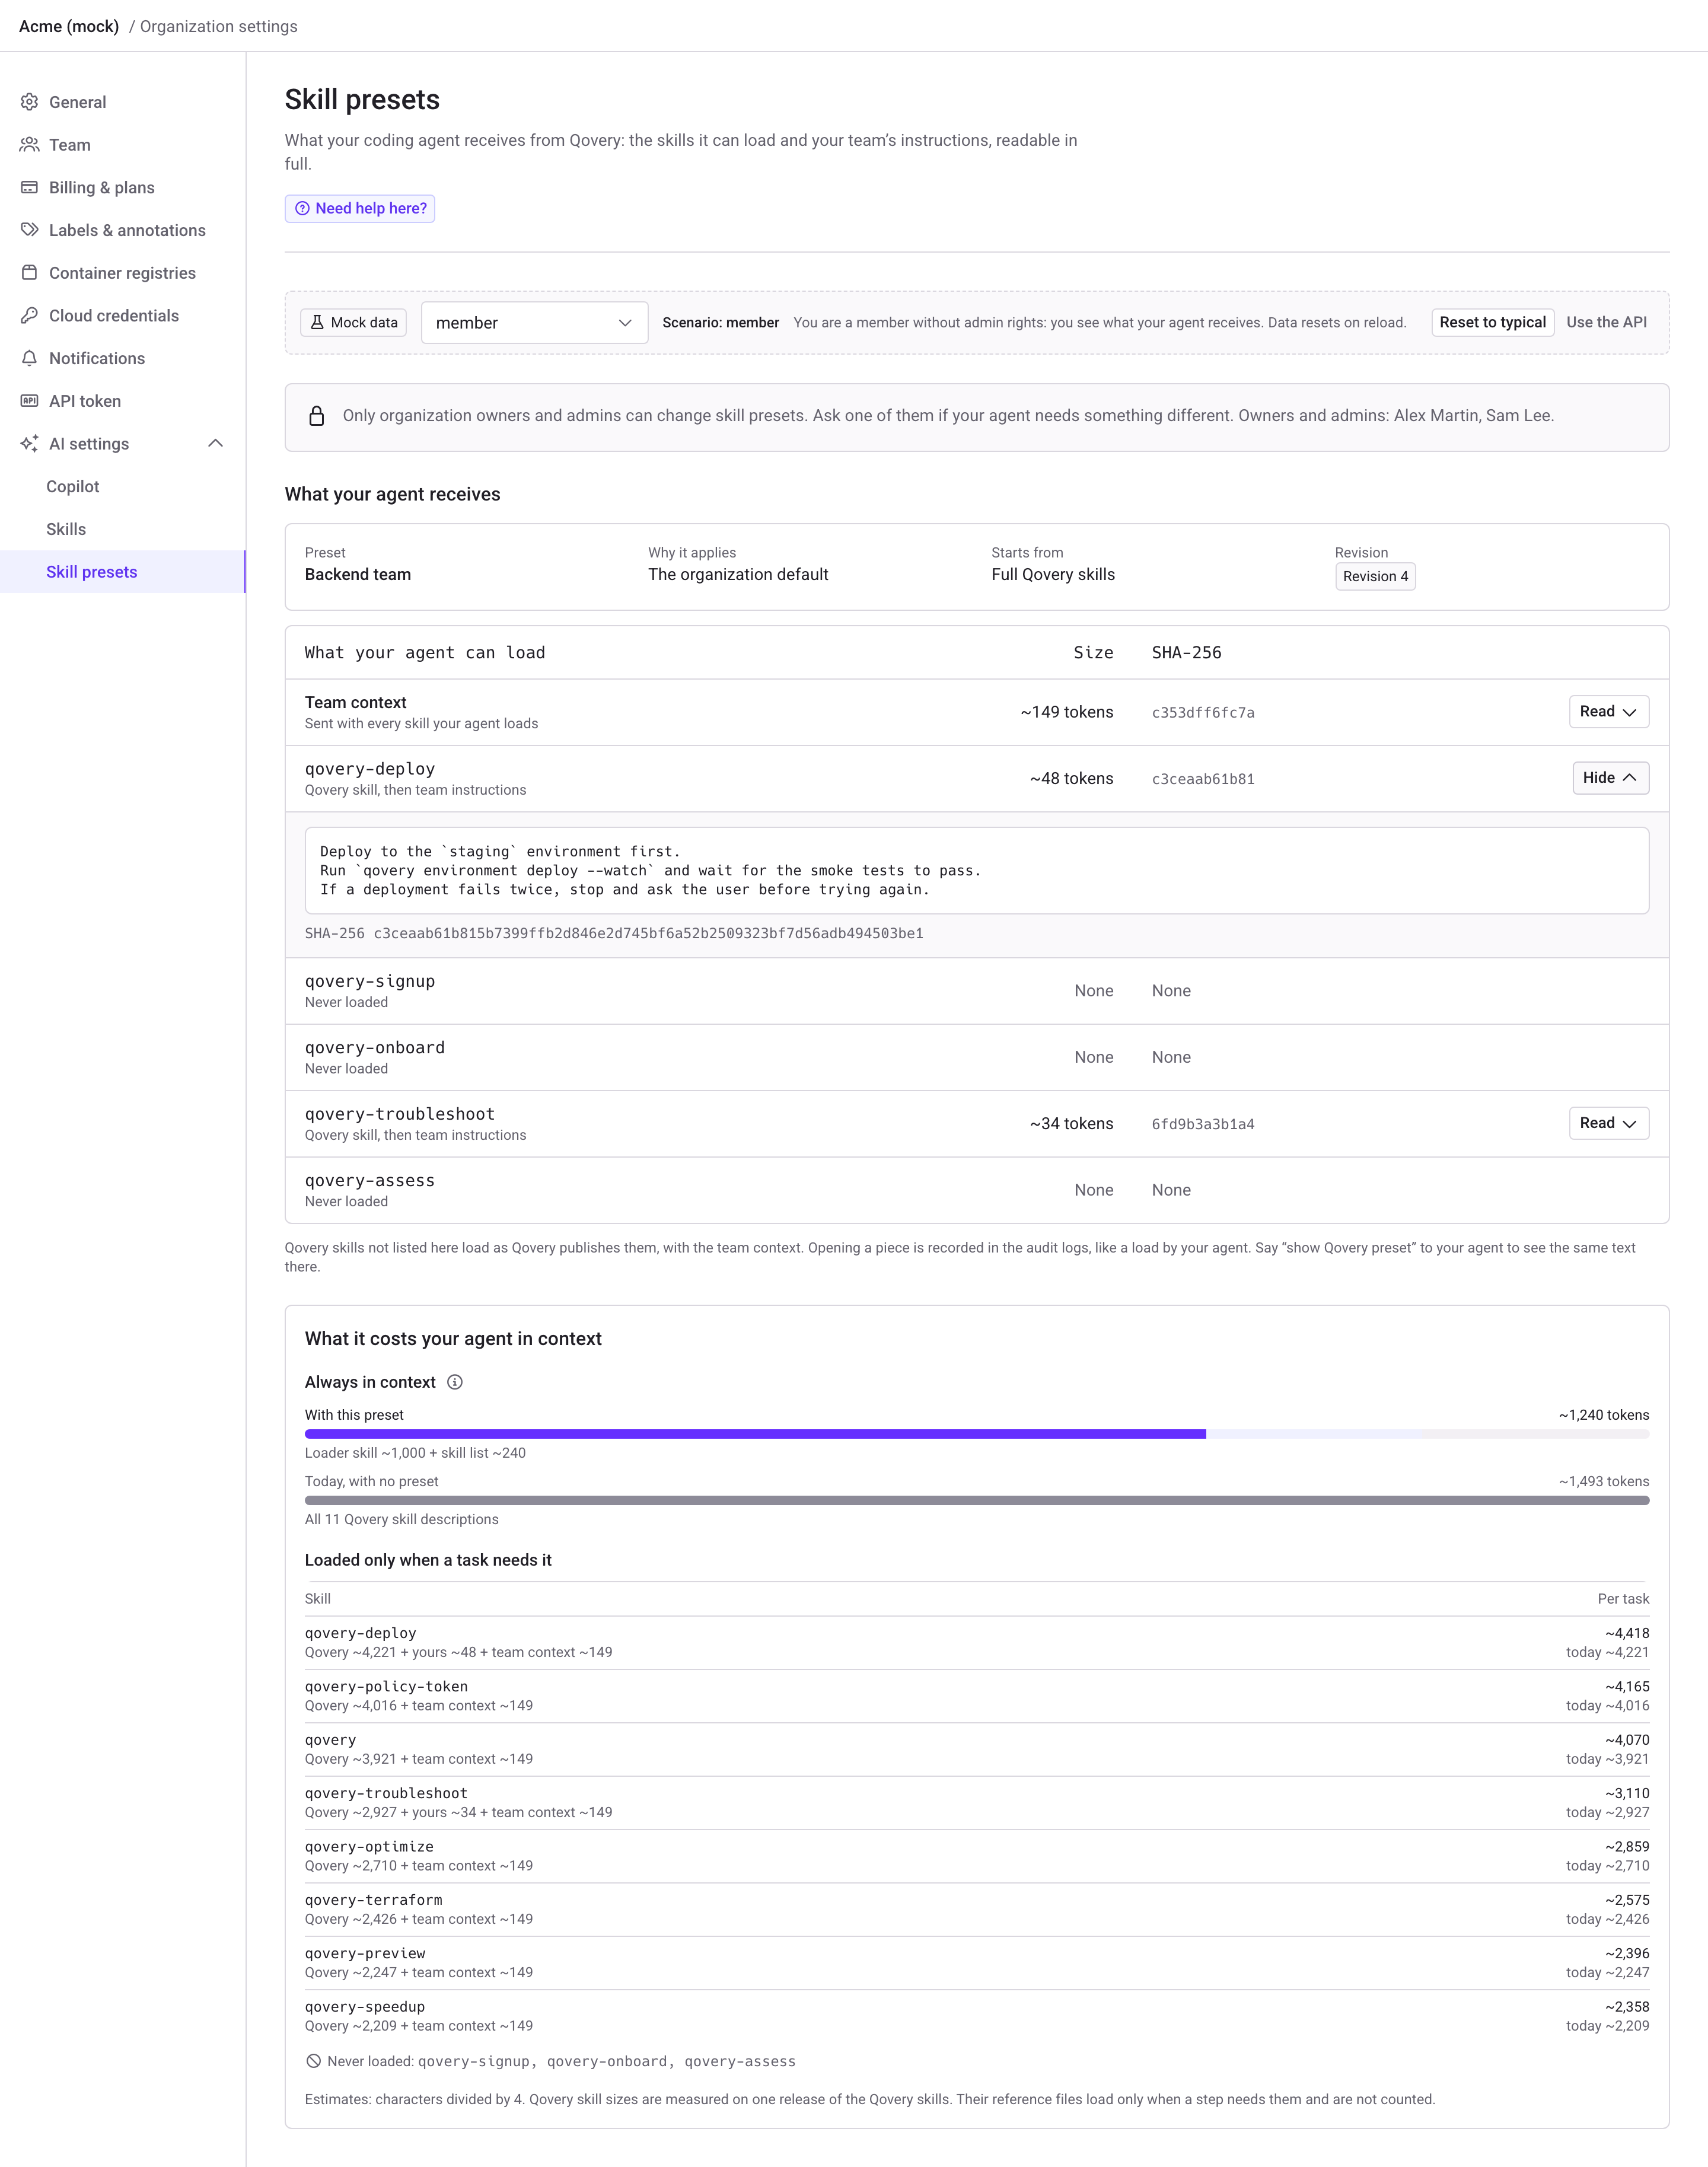 Acme (mock) / Organization settings
General
Team
Billing & plans
Labels & annotations
Container registries
Cloud credentials
Notifications
API token
AI settings
Copilot
Skills
Skill presets
Skill presets
What your coding agent receives from Qovery: the skills it can load and your team’s instructions, readable in
full.
Need help here?
Mock data
member
Scenario: member You are a member without admin rights: you see what your agent receives. Data resets on reload.
Reset to typical
Use the API
Only organization owners and admins can change skill presets. Ask one of them if your agent needs something different. Owners and admins: Alex Martin, Sam Lee.
What your agent receives
Preset
Backend team
Why it applies
The organization default
Starts from
Full Qovery skills
Revision
Revision 4
What your agent can load Size SHA-256
Team context
Sent with every skill your agent loads
~149 tokens c353dff6fc7a Read
qovery-deploy
Qovery skill, then team instructions
~48 tokens c3ceaab61b81 Hide
Deploy to the `staging` environment first.
Run `qovery environment deploy --watch` and wait for the smoke tests to pass.
If a deployment fails twice, stop and ask the user before trying again.
SHA-256 c3ceaab61b815b7399ffb2d846e2d745bf6a52b2509323bf7d56adb494503be1
qovery-signup
Never loaded
None None
qovery-onboard
Never loaded
None None
qovery-troubleshoot
Qovery skill, then team instructions
~34 tokens 6fd9b3a3b1a4 Read
qovery-assess
Never loaded
None None
Qovery skills not listed here load as Qovery publishes them, with the team context. Opening a piece is recorded in the audit logs, like a load by your agent. Say “show Qovery preset” to your agent to see the same text
there.
What it costs your agent in context
Always in context
With this preset ~1,240 tokens
Loader skill ~1,000 + skill list ~240
Today, with no preset ~1,493 tokens
All 11 Qovery skill descriptions
Loaded only when a task needs it
Skill Per task
qovery-deploy ~4,418
Qovery ~4,221 + yours ~48 + team context ~149 today ~4,221
qovery-policy-token ~4,165
Qovery ~4,016 + team context ~149 today ~4,016
qovery ~4,070
Qovery ~3,921 + team context ~149 today ~3,921
qovery-troubleshoot ~3,110
Qovery ~2,927 + yours ~34 + team context ~149 today ~2,927
qovery-optimize ~2,859
Qovery ~2,710 + team context ~149 today ~2,710
qovery-terraform ~2,575
Qovery ~2,426 + team context ~149 today ~2,426
qovery-preview ~2,396
Qovery ~2,247 + team context ~149 today ~2,247
qovery-speedup ~2,358
Qovery ~2,209 + team context ~149 today ~2,209
Never loaded: qovery-signup, qovery-onboard, qovery-assess
Estimates: characters divided by 4. Qovery skill sizes are measured on one release of the Qovery skills. Their reference files load only when a step needs them and are not counted.